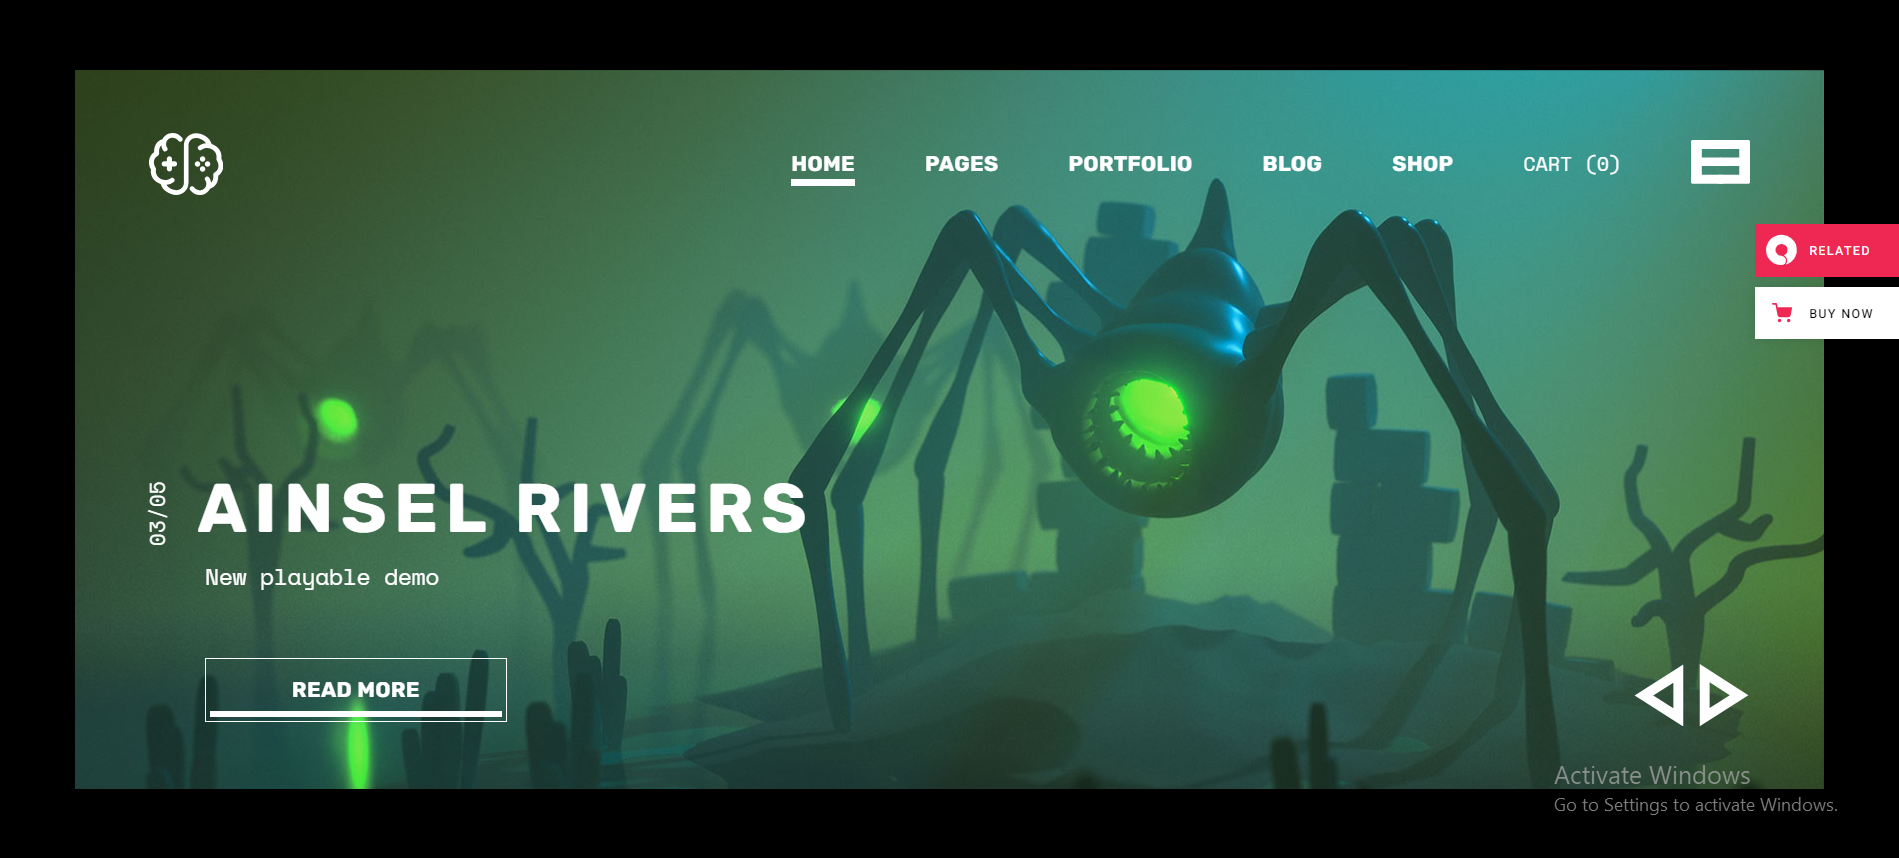 HOME PAGES PORTFOLIO BLOG SHOP CART (0)
RELATED
BUY NOW
03/05
AINSEL RIVERS
New playable demo
READ MORE
Activate Windows
Go to Settings to activate Windows.